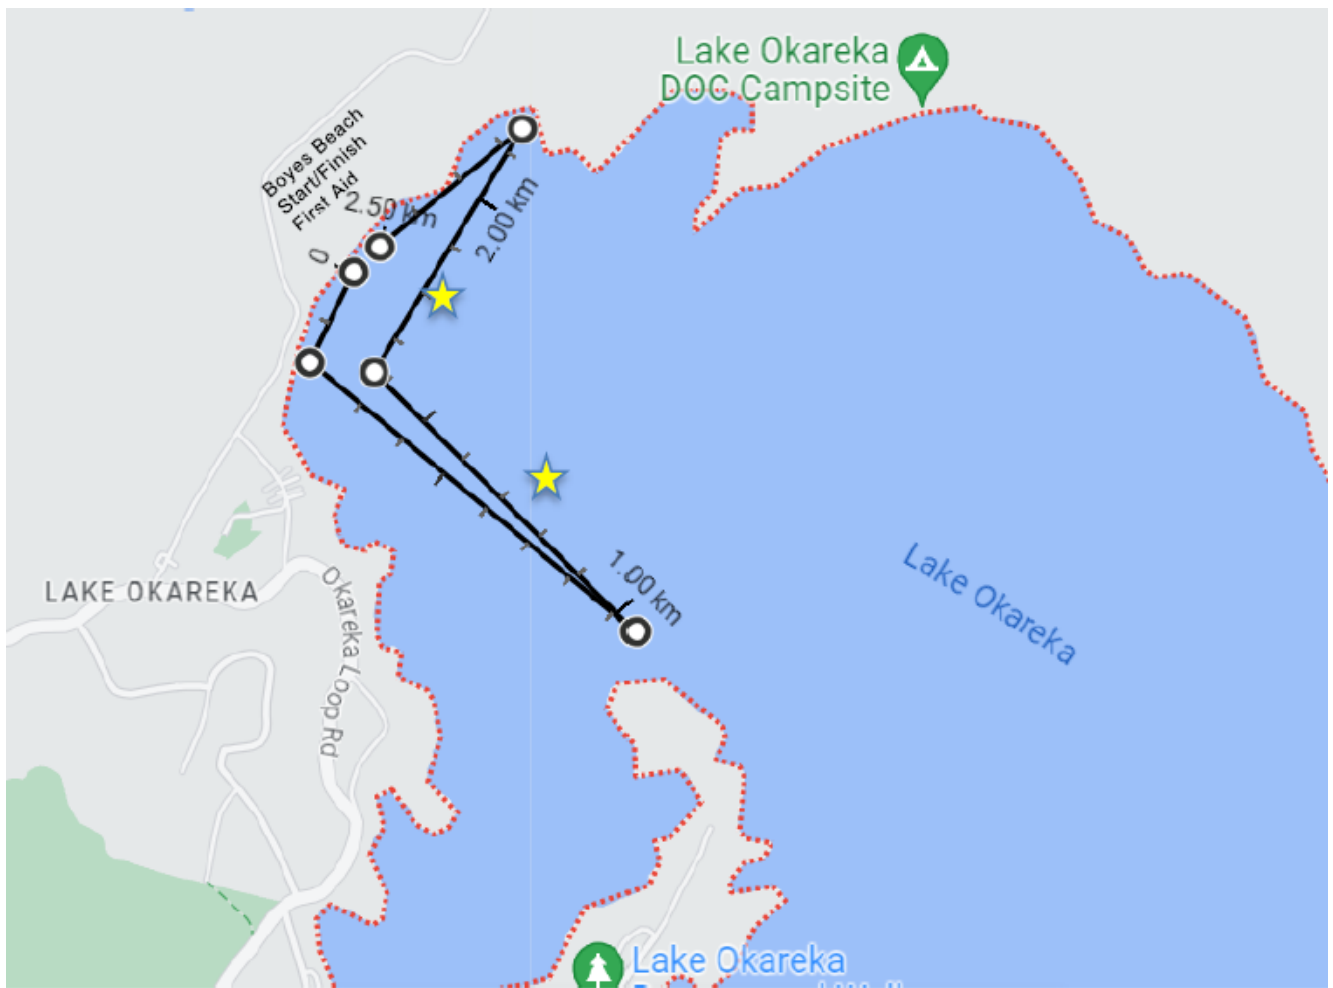 Lake Okareka
DOC Campsite
Boyes Beach
Start/Finish
First Aid
2.50 km
0
2.00 km
1.00 km
Lake Okareka
LAKE OKAREKA
Okareka Loop Rd
Lake Okareka